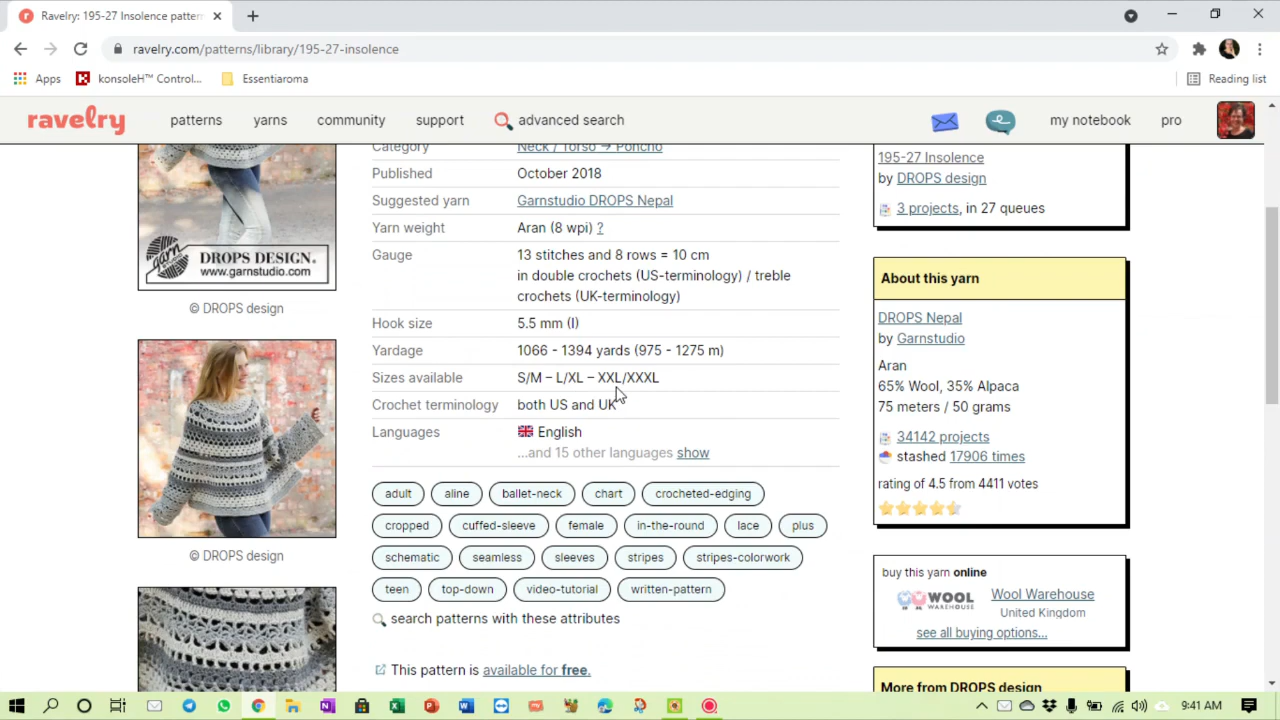 Ravelry: 195-27 Insolence pattern
ravelry.com/patterns/library/195-27-insolence
Apps
konsoleH™ Control...
Essentiaroma
Reading list
ravelry
patterns
yarns
community
support
advanced search
my notebook
pro
DROPS DESIGN®
www.garnstudio.com
© DROPS design
© DROPS design
Category Neck / Torso → Poncho
Published October 2018
Suggested yarn Garnstudio DROPS Nepal
Yarn weight Aran (8 wpi) ?
Gauge 13 stitches and 8 rows = 10 cm
in double crochets (US-terminology) / treble
crochets (UK-terminology)
Hook size 5.5 mm (I)
Yardage 1066 - 1394 yards (975 - 1275 m)
Sizes available S/M – L/XL – XXL/XXXL
Crochet terminology both US and UK
Languages English
...and 15 other languages show
adult aline ballet-neck chart crocheted-edging
cropped cuffed-sleeve female in-the-round lace plus
schematic seamless sleeves stripes stripes-colorwork
teen top-down video-tutorial written-pattern
search patterns with these attributes
This pattern is available for free.
195-27 Insolence
by DROPS design
3 projects, in 27 queues
About this yarn
DROPS Nepal
by Garnstudio
Aran
65% Wool, 35% Alpaca
75 meters / 50 grams
34142 projects
stashed 17906 times
rating of 4.5 from 4411 votes
buy this yarn online
WOOL
WAREHOUSE
Wool Warehouse
United Kingdom
see all buying options...
More from DROPS design
9:41 AM